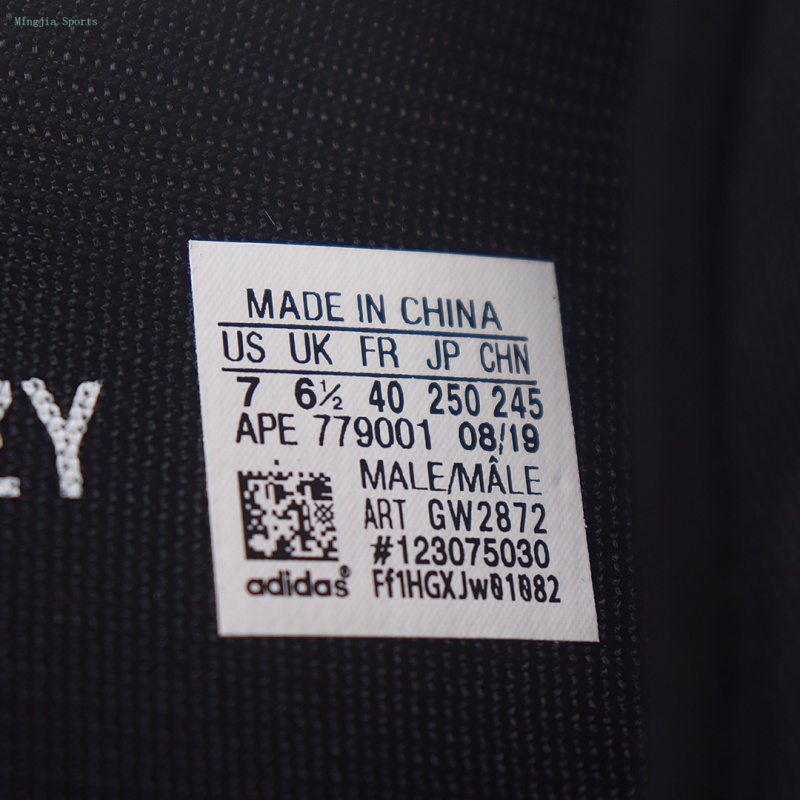 Mingjia Sports
MADE IN CHINA
US UK FR JP CHN
7 6½ 40 250 245
APE 779001 08/19
MALE/MÂLE
ART GW2872
#123075030
adidas® Ff1HGXJw01082
ZY